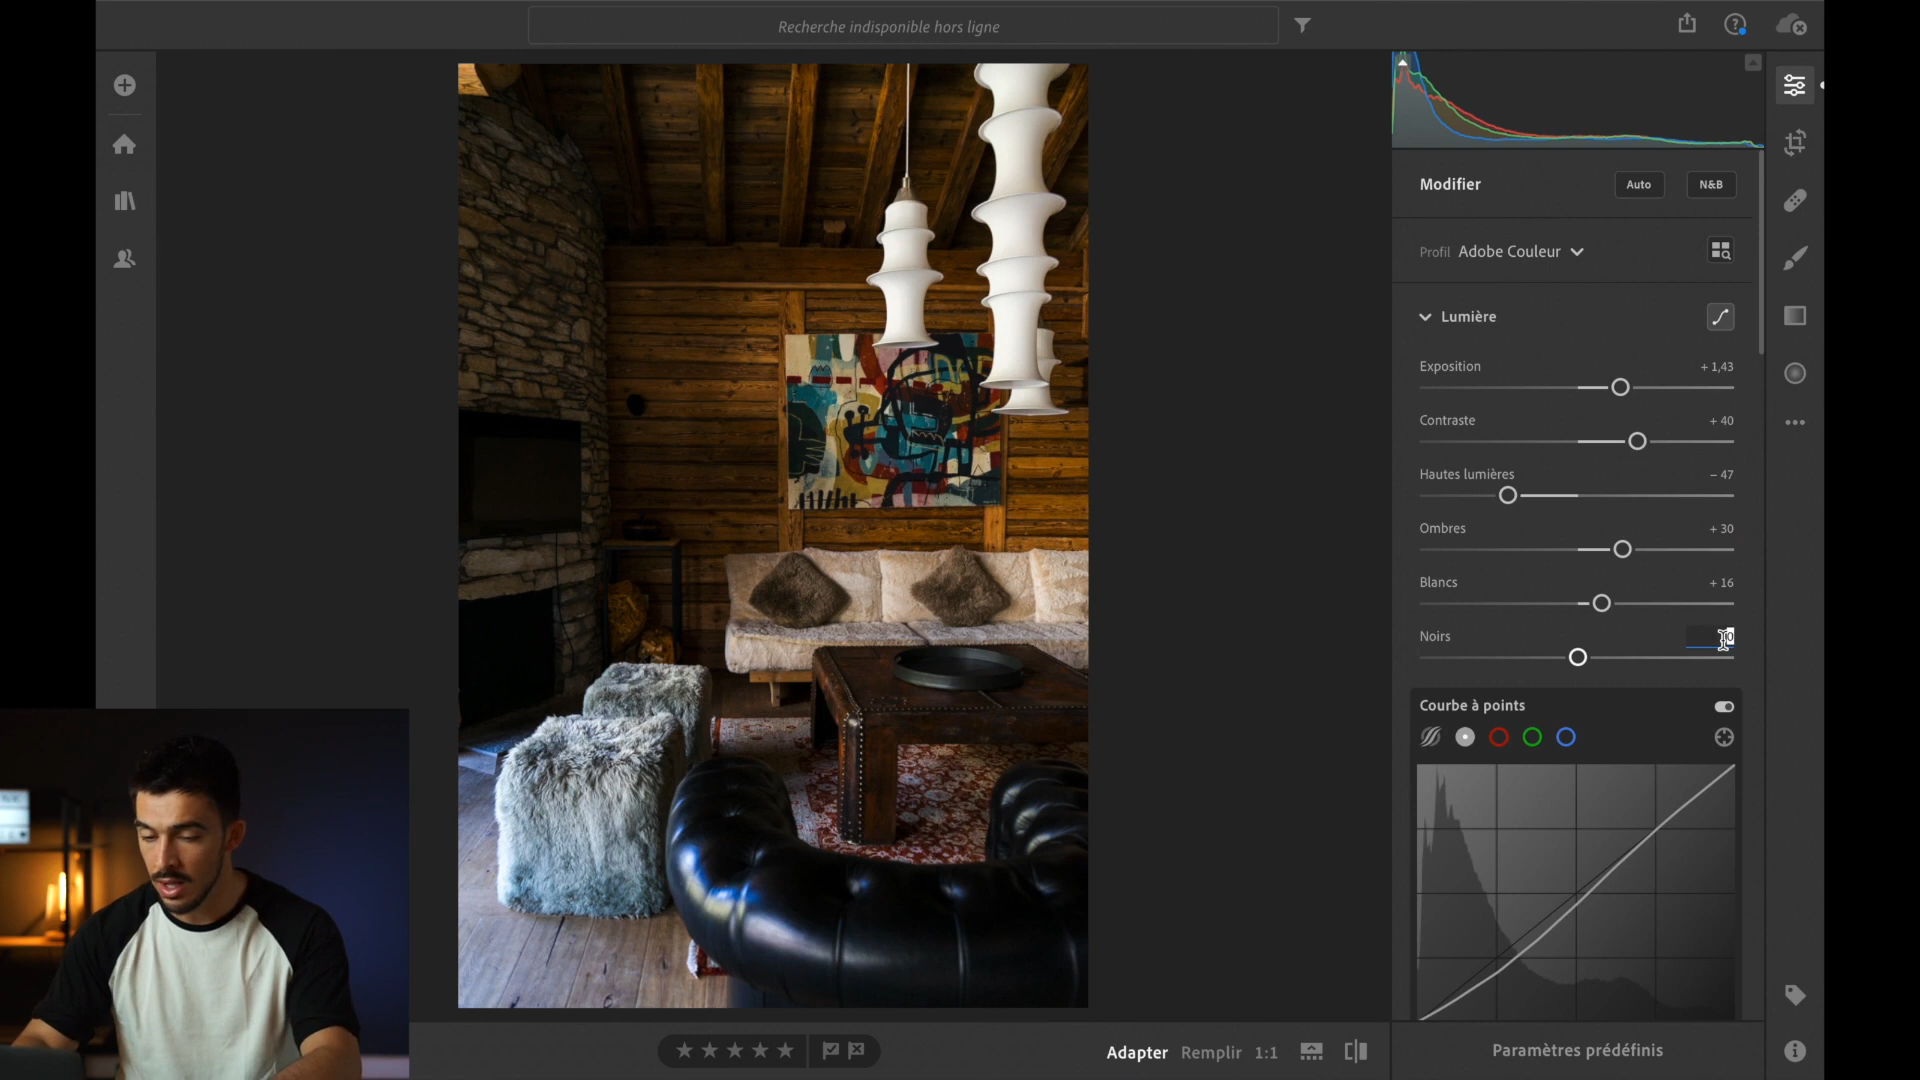 Recherche indisponible hors ligne
Modifier
Auto
N&B
Profil Adobe Couleur
Lumière
Exposition + 1,43
Contraste + 40
Hautes lumières – 47
Ombres + 30
Blancs + 16
Noirs 0
Courbe à points
Adapter Remplir 1:1
Paramètres prédéfinis